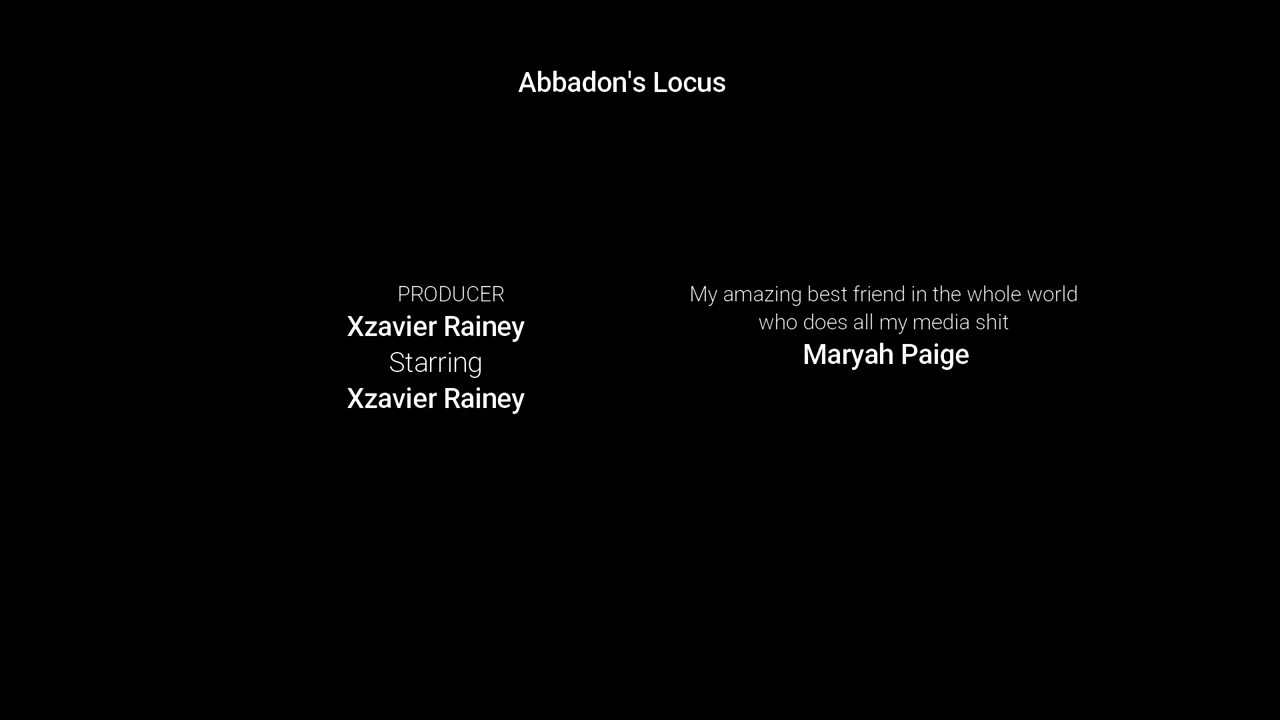 Abbadon's Locus
PRODUCER
Xzavier Rainey
Starring
Xzavier Rainey
My amazing best friend in the whole world
who does all my media shit
Maryah Paige